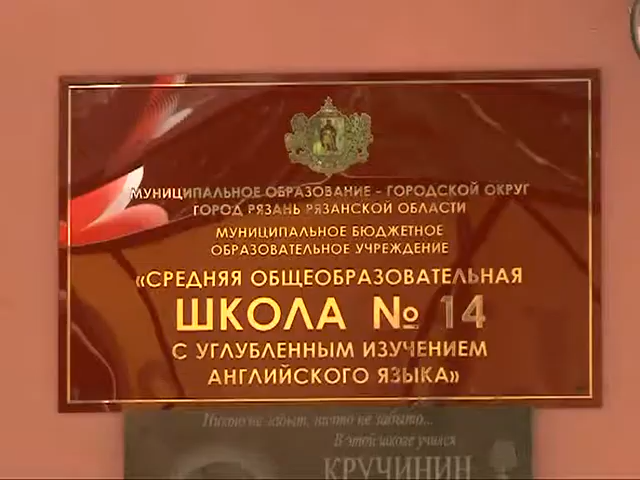 МУНИЦИПАЛЬНОЕ ОБРАЗОВАНИЕ - ГОРОДСКОЙ ОКРУГ
ГОРОД РЯЗАНЬ РЯЗАНСКОЙ ОБЛАСТИ
МУНИЦИПАЛЬНОЕ БЮДЖЕТНОЕ
ОБРАЗОВАТЕЛЬНОЕ УЧРЕЖДЕНИЕ
«СРЕДНЯЯ ОБЩЕОБРАЗОВАТЕЛЬНАЯ
ШКОЛА № 14
С УГЛУБЛЕННЫМ ИЗУЧЕНИЕМ
АНГЛИЙСКОГО ЯЗЫКА»
Никто не забыт, ничто не забыто...
В этой школе учился
КРУЧИНИН